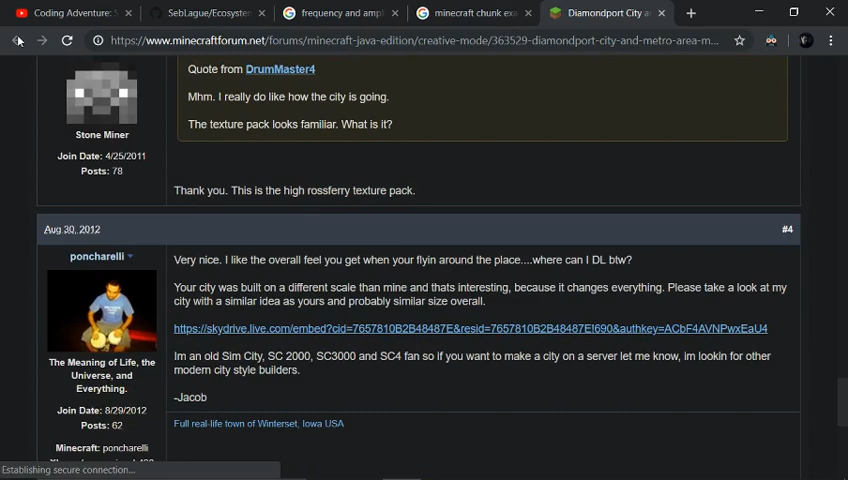 Coding Adventure: S
SebLague/Ecosystem
frequency and amp
minecraft chunk exa
Diamondport City an
https://www.minecraftforum.net/forums/minecraft-java-edition/creative-mode/363529-diamondport-city-and-metro-area-m...
Quote from DrumMaster4
Mhm. I really do like how the city is going.
The texture pack looks familiar. What is it?
Stone Miner
Join Date: 4/25/2011
Posts: 78
Thank you. This is the high rossferry texture pack.
Aug 30, 2012
#4
poncharelli
Very nice. I like the overall feel you get when your flyin around the place....where can I DL btw?
Your city was built on a different scale than mine and thats interesting, because it changes everything. Please take a look at my
city with a similar idea as yours and probably similar size overall.
https://skydrive.live.com/embed?cid=7657810B2B48487E&resid=7657810B2B48487E!690&authkey=ACbF4AVNPwxEaU4
The Meaning of Life, the
Universe, and
Everything.
Im an old Sim City, SC 2000, SC3000 and SC4 fan so if you want to make a city on a server let me know, im lookin for other
modern city style builders.
-Jacob
Join Date: 8/29/2012
Posts: 62
Full real-life town of Winterset, Iowa USA
Minecraft: poncharelli
Establishing secure connection...